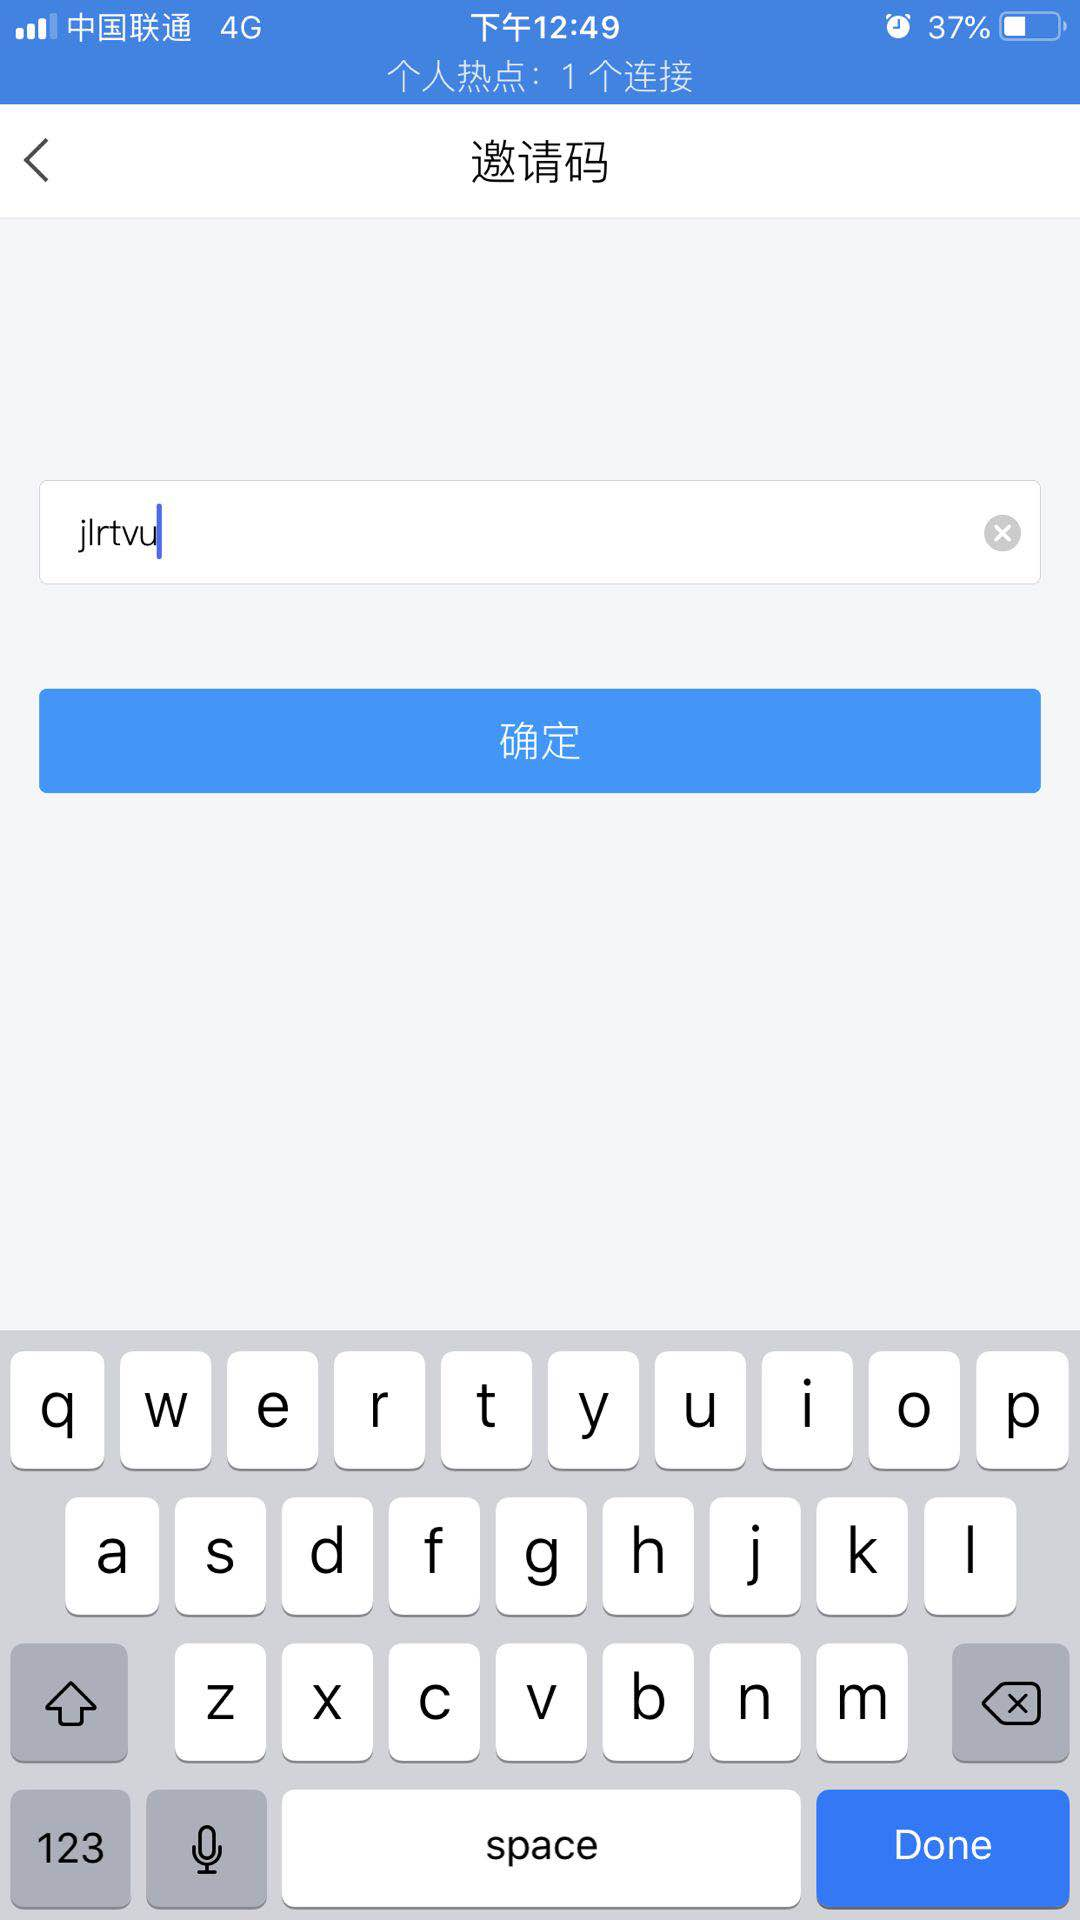 中国联通 4G 下午12:49 37%
个人热点：1 个连接
邀请码
jlrtvu
确定
q w e r t y u i o p
a s d f g h j k l
z x c v b n m
123 space Done